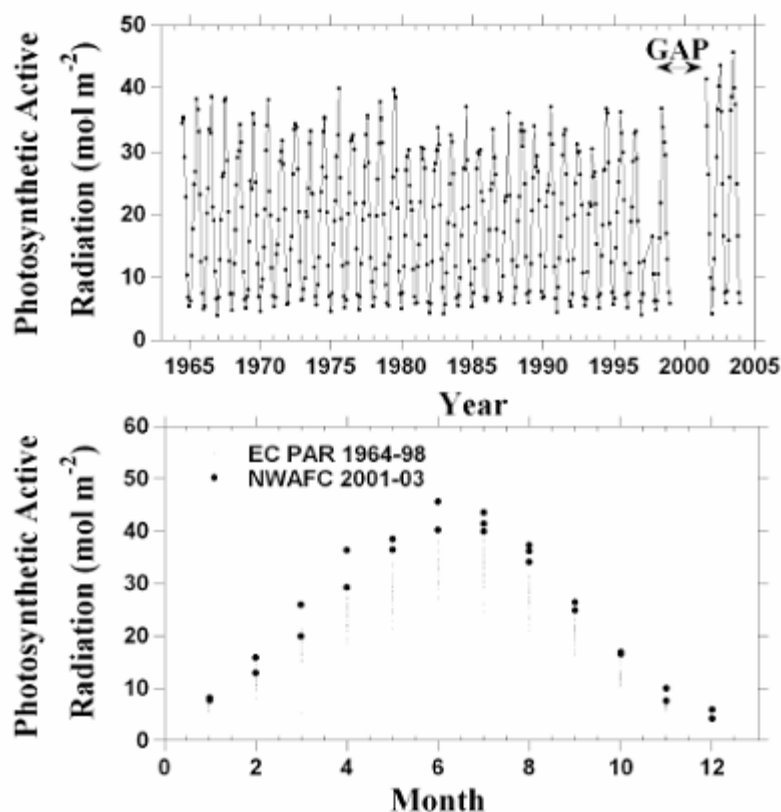 Photosynthetic Active
Radiation (mol m⁻²)
50
40
30
20
10
0
GAP
1965 1970 1975 1980 1985 1990 1995 2000 2005
Year
Photosynthetic Active
Radiation (mol m⁻²)
60
50
40
30
20
10
0
EC PAR 1964-98
NWAFC 2001-03
0 2 4 6 8 10 12
Month